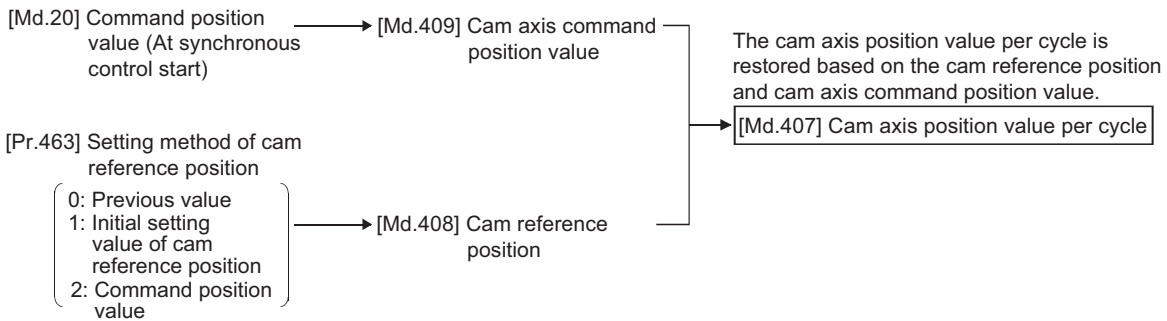 [Md.20] Command position
value (At synchronous
control start)
[Md.409] Cam axis command
position value
The cam axis position value per cycle is
restored based on the cam reference position
and cam axis command position value.
[Md.407] Cam axis position value per cycle
[Pr.463] Setting method of cam
reference position
0: Previous value
1: Initial setting
value of cam
reference position
2: Command position
value
[Md.408] Cam reference
position